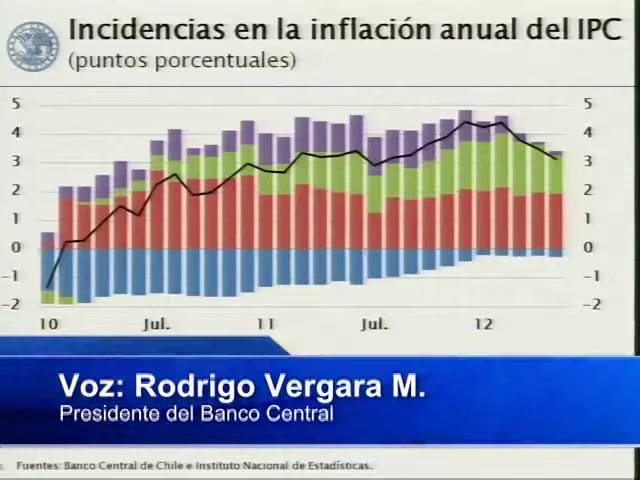 Incidencias en la inflación anual del IPC
(puntos porcentuales)
5 5
4 4
3 3
2 2
1 1
0 0
-1 -1
-2 -2
10 Jul. 11 Jul. 12
Voz: Rodrigo Vergara M.
Presidente del Banco Central
Fuentes: Banco Central de Chile e Instituto Nacional de Estadísticas.